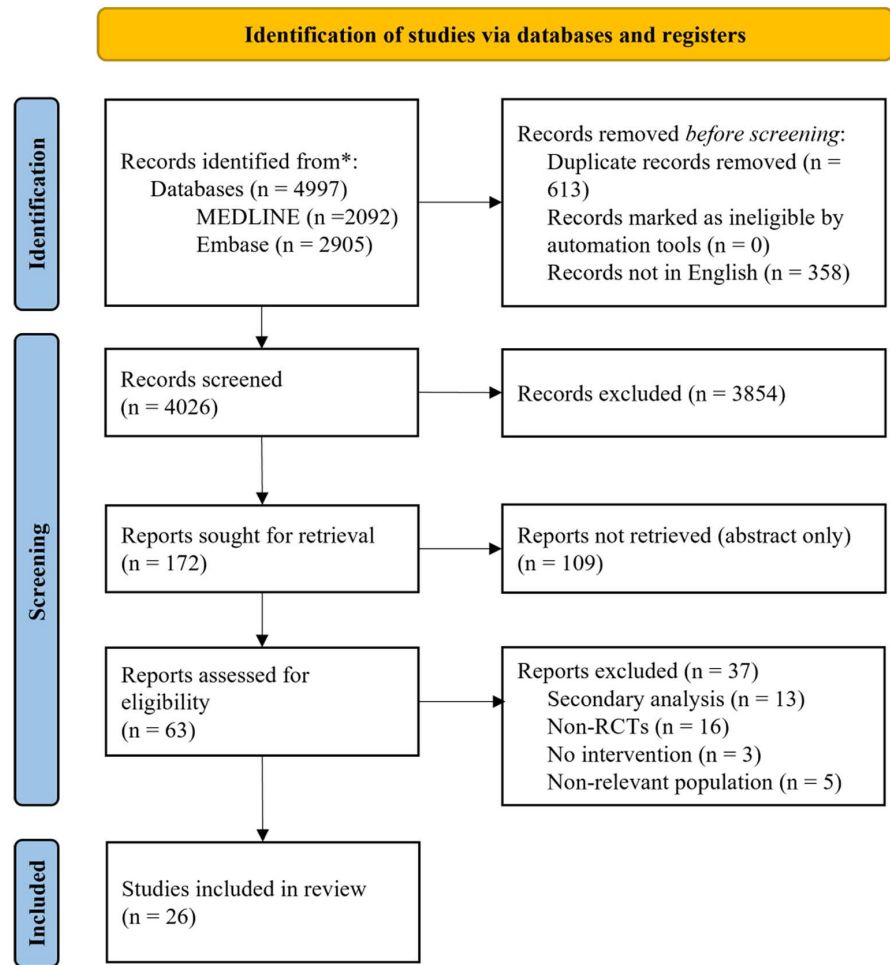 Identification of studies via databases and registers
Identification
Records identified from*:
Databases (n = 4997)
MEDLINE (n =2092)
Embase (n = 2905)
Records removed before screening:
Duplicate records removed (n =
613)
Records marked as ineligible by
automation tools (n = 0)
Records not in English (n = 358)
Screening
Records screened
(n = 4026)
Records excluded (n = 3854)
Reports sought for retrieval
(n = 172)
Reports not retrieved (abstract only)
(n = 109)
Reports assessed for
eligibility
(n = 63)
Reports excluded (n = 37)
Secondary analysis (n = 13)
Non-RCTs (n = 16)
No intervention (n = 3)
Non-relevant population (n = 5)
Included
Studies included in review
(n = 26)